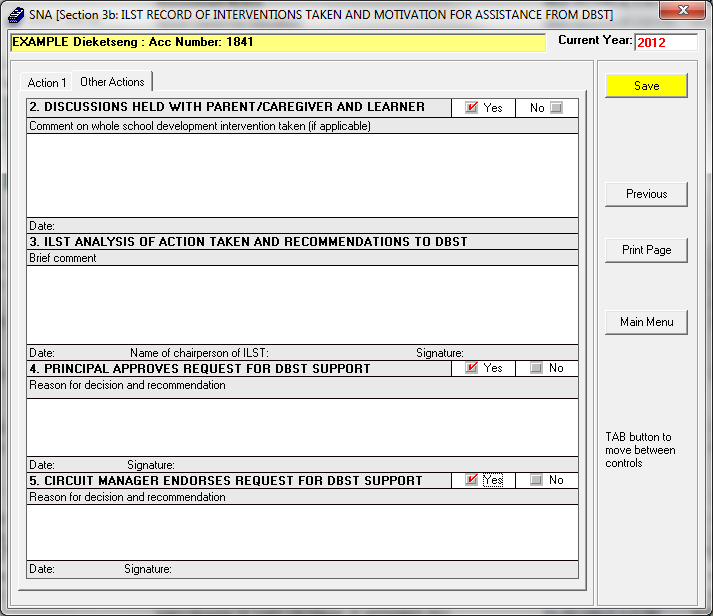 SNA [Section 3b: ILST RECORD OF INTERVENTIONS TAKEN AND MOTIVATION FOR ASSISTANCE FROM DBST]
EXAMPLE Dieketseng : Acc Number: 1841
Current Year: 2012
Action 1 Other Actions
Save
2. DISCUSSIONS HELD WITH PARENT/CAREGIVER AND LEARNER Yes No
Comment on whole school development intervention taken (if applicable)
Previous
Date:
3. ILST ANALYSIS OF ACTION TAKEN AND RECOMMENDATIONS TO DBST
Print Page
Brief comment
Main Menu
Date: Name of chairperson of ILST: Signature:
4. PRINCIPAL APPROVES REQUEST FOR DBST SUPPORT Yes No
Reason for decision and recommendation
TAB button to
move between
controls
Date: Signature:
5. CIRCUIT MANAGER ENDORSES REQUEST FOR DBST SUPPORT Yes No
Reason for decision and recommendation
Date: Signature: